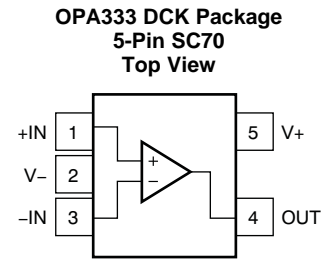 OPA333 DCK Package
5-Pin SC70
Top View
+IN 1
5 V+
V− 2
−IN 3
4 OUT
+
−